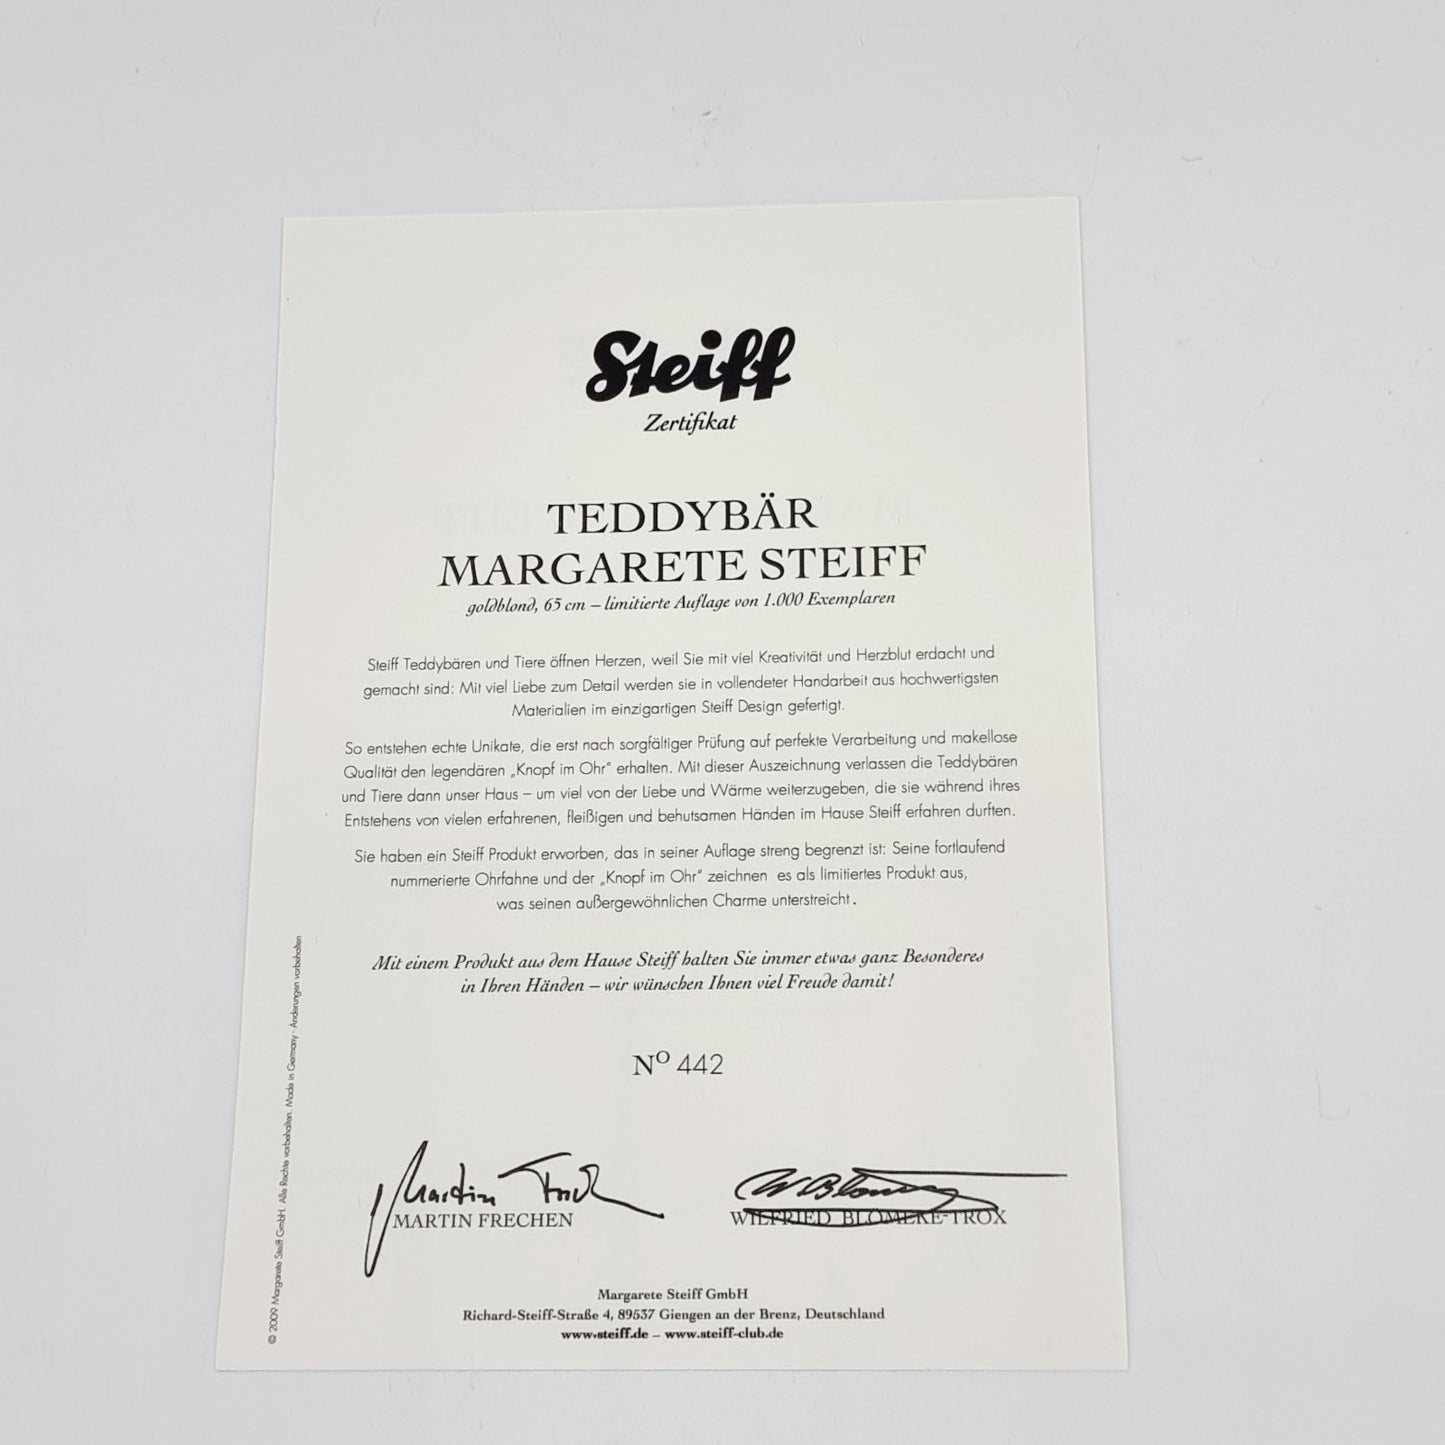 Steiff
Zertifikat
TEDDYBÄR
MARGARETE STEIFF
goldblond, 65 cm – limitierte Auflage von 1.000 Exemplaren
Steiff Teddybären und Tiere öffnen Herzen, weil Sie mit viel Kreativität und Herzblut erdacht und
gemacht sind: Mit viel Liebe zum Detail werden sie in vollendeter Handarbeit aus hochwertigsten
Materialien im einzigartigen Steiff Design gefertigt.
So entstehen echte Unikate, die erst nach sorgfältiger Prüfung auf perfekte Verarbeitung und makellose
Qualität den legendären „Knopf im Ohr" erhalten. Mit dieser Auszeichnung verlassen die Teddybären
und Tiere dann unser Haus – um viel von der Liebe und Wärme weiterzugeben, die sie während ihres
Entstehens von vielen erfahrenen, fleißigen und behutsamen Händen im Hause Steiff erfahren durften.
Sie haben ein Steiff Produkt erworben, das in seiner Auflage streng begrenzt ist: Seine fortlaufend
nummerierte Ohrfahne und der „Knopf im Ohr" zeichnen es als limitiertes Produkt aus,
was seinen außergewöhnlichen Charme unterstreicht.
Mit einem Produkt aus dem Hause Steiff halten Sie immer etwas ganz Besonderes
in Ihren Händen – wir wünschen Ihnen viel Freude damit!
Nº 442
MARTIN FRECHEN
WILFRIED BLÖMEKE-TROX
Margarete Steiff GmbH
Richard-Steiff-Straße 4, 89537 Giengen an der Brenz, Deutschland
www.steiff.de – www.steiff-club.de
© 2009 Margarete Steiff GmbH. Alle Rechte vorbehalten. Made in Germany · Änderungen vorbehalten